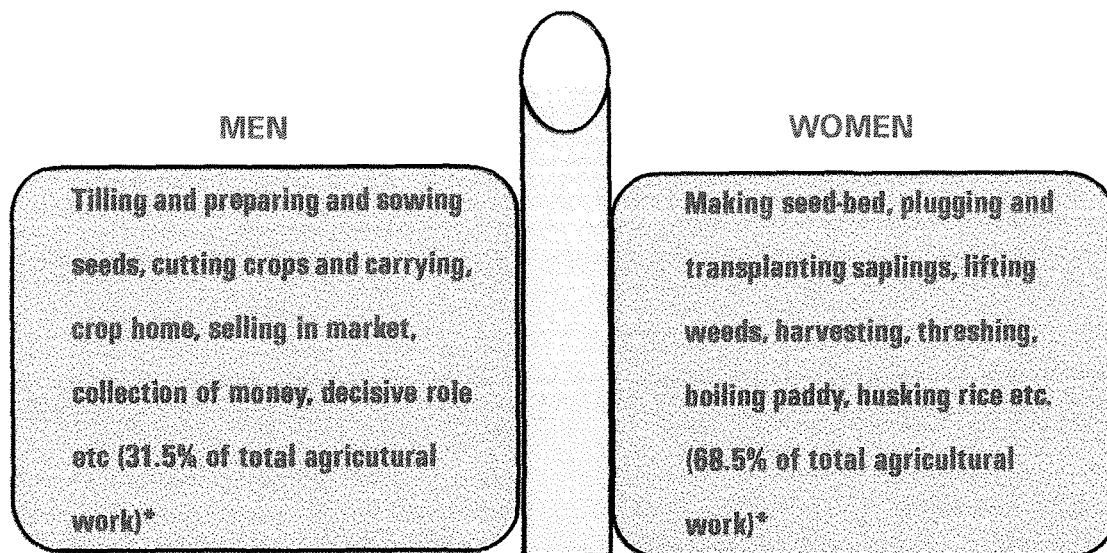 MEN
Tilling and preparing and sowing
seeds, cutting crops and carrying,
crop home, selling in market,
collection of money, decisive role
etc (31.5% of total agricutural
work)*
WOMEN
Making seed-bed, plugging and
transplanting saplings, lifting
weeds, harvesting, threshing,
boiling paddy, husking rice etc.
(68.5% of total agricultural
work)*